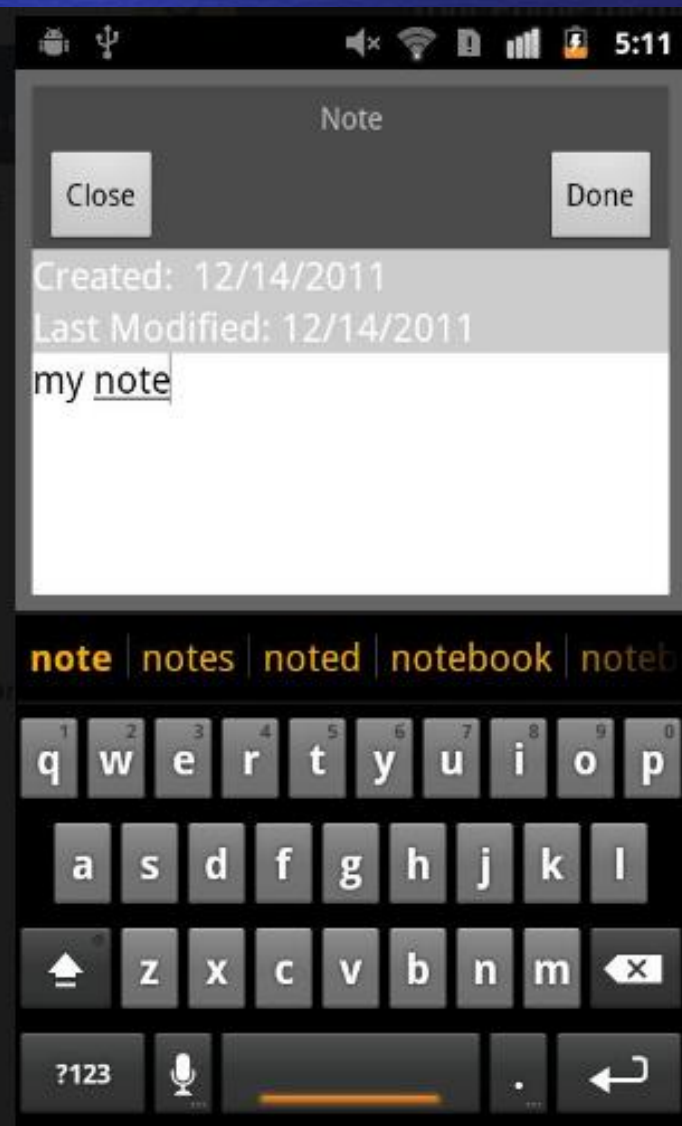 5:11
Note
Close Done
Created: 12/14/2011
Last Modified: 12/14/2011
my note
note notes noted notebook noteb
1 2 3 4 5 6 7 8 9 0
q w e r t y u i o p
a s d f g h j k l
z x c v b n m
?123 .